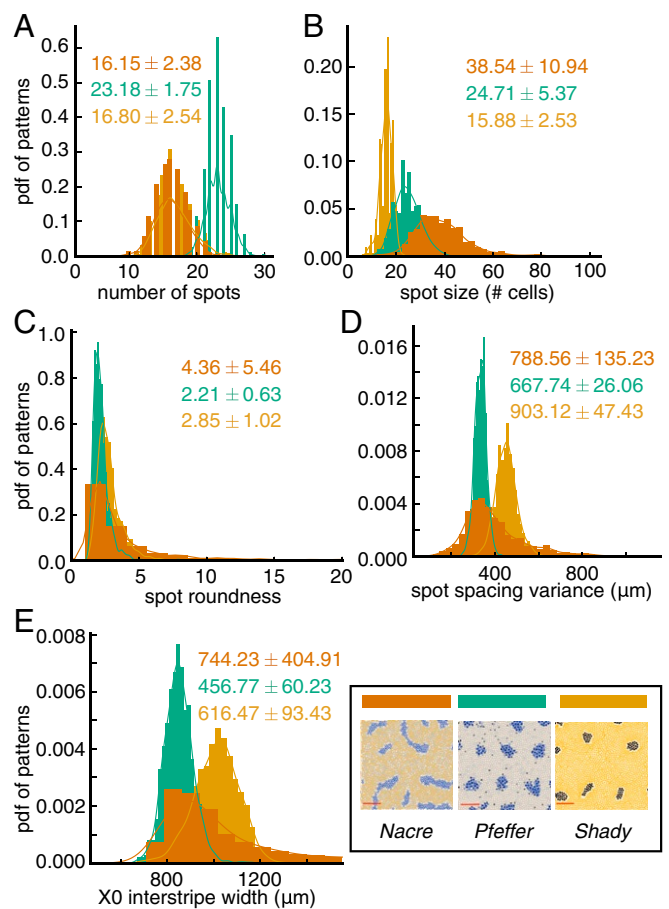 A
pdf of patterns
0.6
0.5
0.4
0.3
0.2
0.1
0.0
16.15 ± 2.38
23.18 ± 1.75
16.80 ± 2.54
0 10 20 30
number of spots
B
0.20
0.15
0.10
0.05
0.00
38.54 ± 10.94
24.71 ± 5.37
15.88 ± 2.53
0 20 40 60 80 100
spot size (# cells)
C
pdf of patterns
1.0
0.8
0.6
0.4
0.2
0.0
4.36 ± 5.46
2.21 ± 0.63
2.85 ± 1.02
0 5 10 15 20
spot roundness
D
0.016
0.012
0.008
0.004
0.000
788.56 ± 135.23
667.74 ± 26.06
903.12 ± 47.43
400 800
spot spacing variance (μm)
E
pdf of patterns
0.008
0.006
0.004
0.002
0.000
744.23 ± 404.91
456.77 ± 60.23
616.47 ± 93.43
800 1200
X0 interstripe width (μm)
Nacre Pfeffer Shady